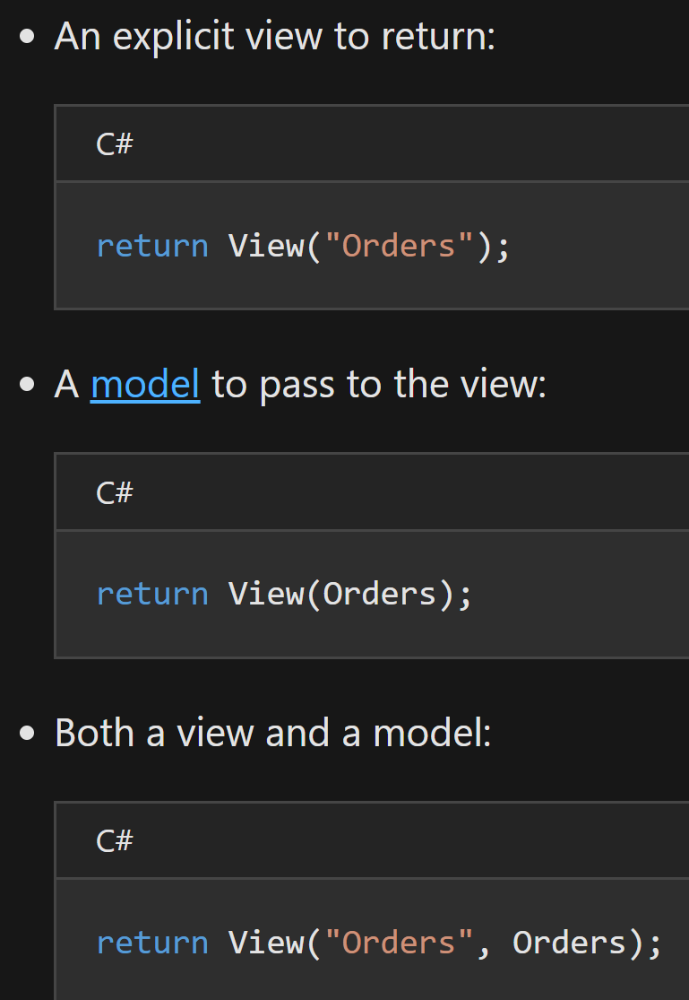 An explicit view to return:
C#
return View("Orders");
A model to pass to the view:
C#
return View(Orders);
Both a view and a model:
C#
return View("Orders", Orders);